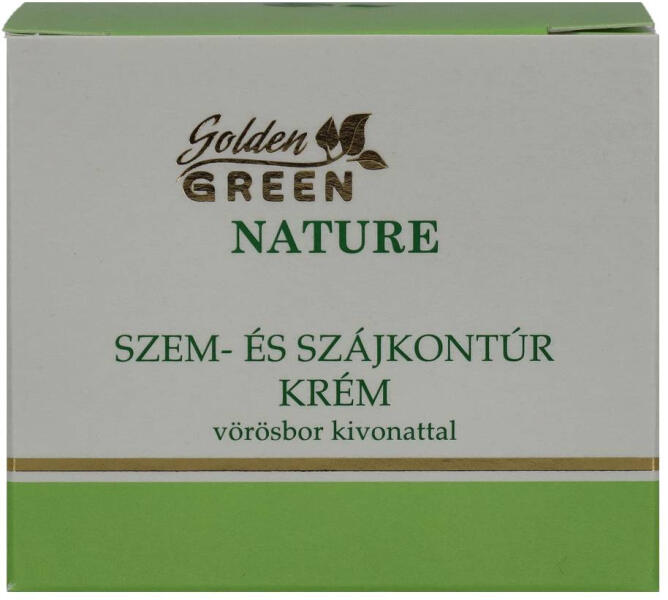 Golden
GREEN
NATURE
SZEM- ÉS SZÁJKONTÚR
KRÉM
vörösbor kivonattal